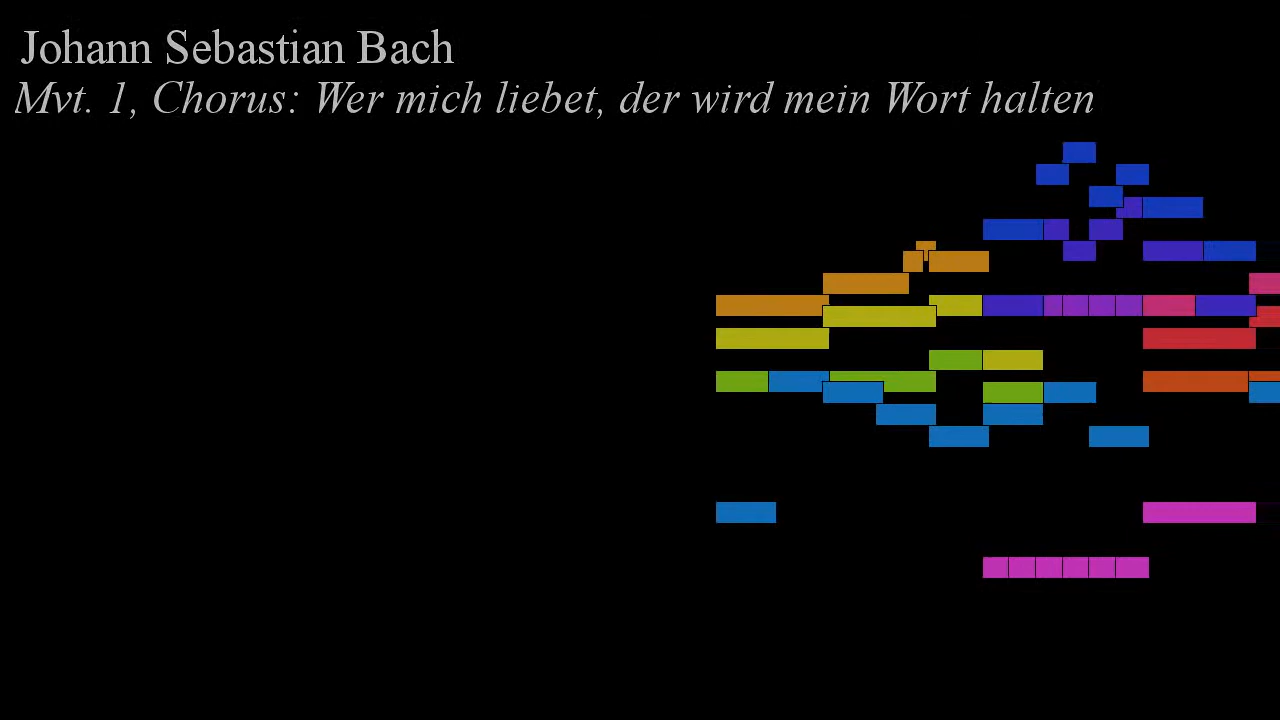 Johann Sebastian Bach
Mvt. 1, Chorus: Wer mich liebet, der wird mein Wort halten